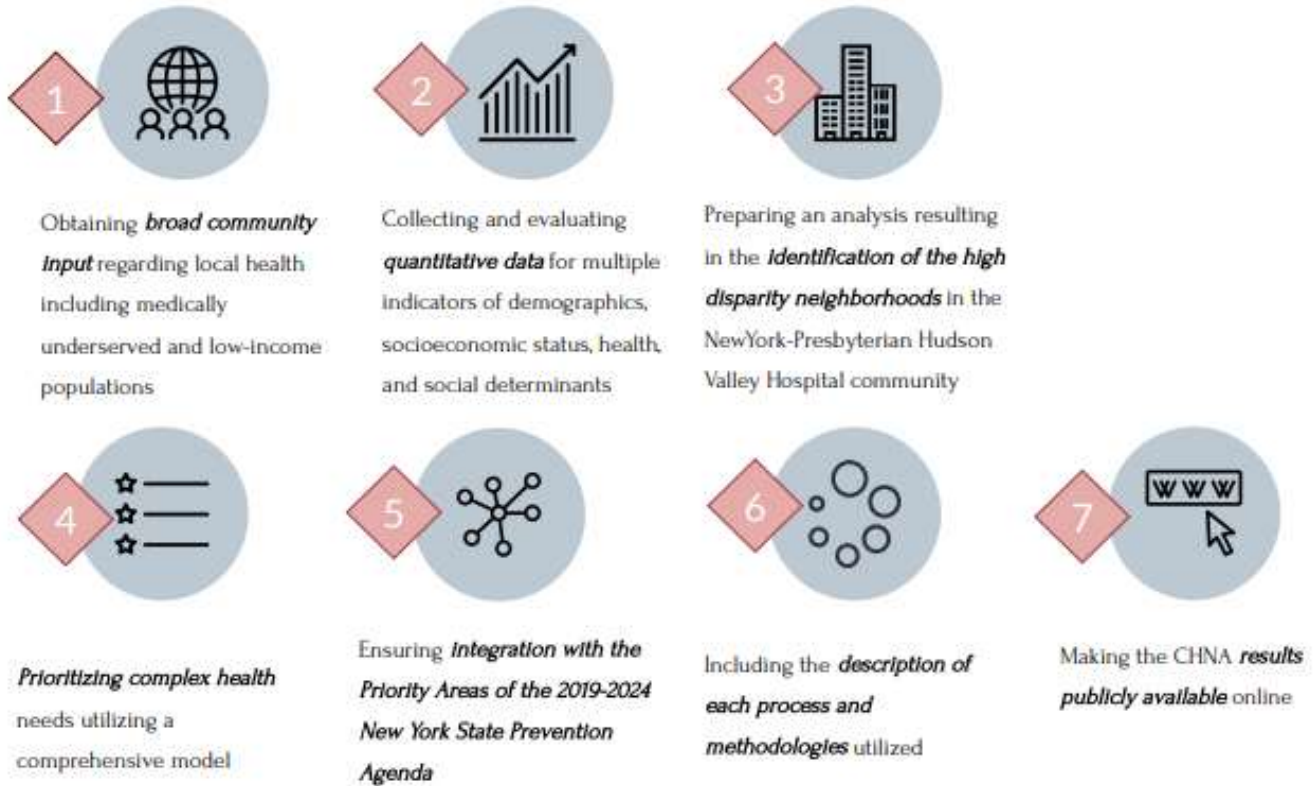 1
Obtaining broad community
input regarding local health
including medically
underserved and low-income
populations
2
Collecting and evaluating
quantitative data for multiple
indicators of demographics,
socioeconomic status, health,
and social determinants
3
Preparing an analysis resulting
in the identification of the high
disparity neighborhoods in the
NewYork-Presbyterian Hudson
Valley Hospital community
4
Prioritizing complex health
needs utilizing a
comprehensive model
5
Ensuring integration with the
Priority Areas of the 2019-2024
New York State Prevention
Agenda
6
Including the description of
each process and
methodologies utilized
7
WWW
Making the CHNA results
publicly available online